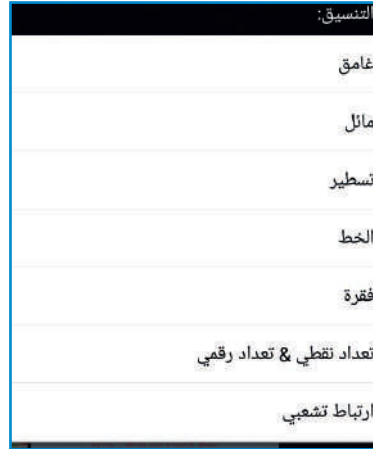 التنسيق:
غامق
مائل
تسطير
الخط
فقرة
تعداد نقطي & تعداد رقمي
ارتباط تشعبي